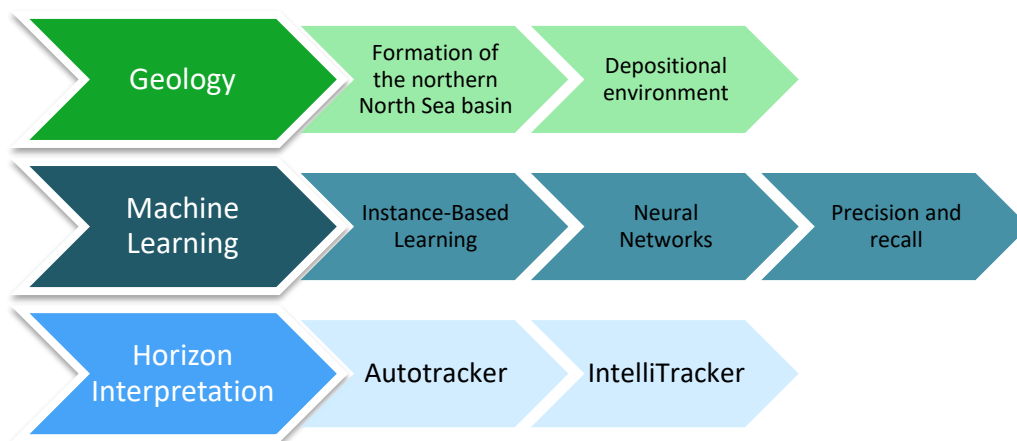 Geology
Formation of
the northern
North Sea basin
Depositional
environment
Machine
Learning
Instance-Based
Learning
Neural
Networks
Precision and
recall
Horizon
Interpretation
Autotracker
IntelliTracker